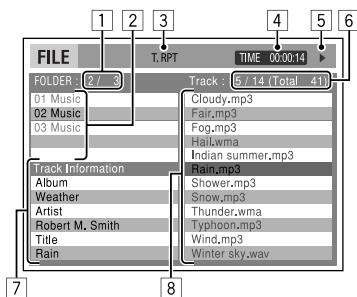 1 2 3 4 5
FILE T. RPT TIME 00:00:14
FOLDER : 2 / 3 Track : 5 / 14 (Total 41) 6
01 Music
02 Music
03 Music
Cloudy.mp3
Fair.mp3
Fog.mp3
Hail.wma
Indian summer.mp3
Rain.mp3
Shower.mp3
Snow.mp3
Thunder.wma
Typhoon.mp3
Wind.mp3
Winter sky.wav
Track Information
Album
Weather
Artist
Robert M. Smith
Title
Rain
7 8